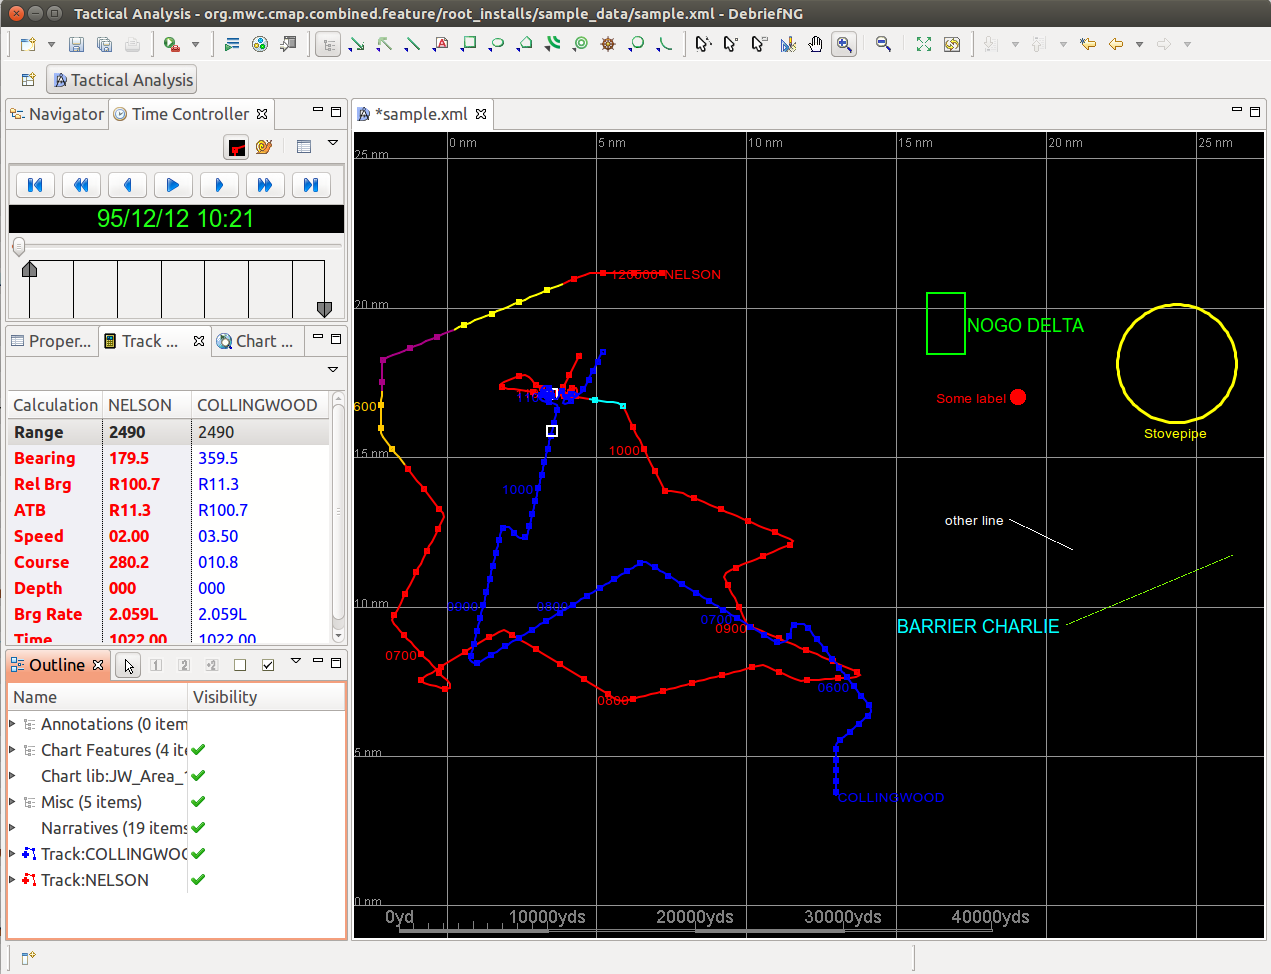 Tactical Analysis - org.mwc.cmap.combined.feature/root_installs/sample_data/sample.xml - DebriefNG
Tactical Analysis
Navigator
Time Controller
*sample.xml
95/12/12 10:21
Proper...
Track ...
Chart ...
Calculation NELSON COLLINGWOOD
Range 2490 2490
Bearing 179.5 359.5
Rel Brg R100.7 R11.3
ATB R11.3 R100.7
Speed 02.00 03.50
Course 280.2 010.8
Depth 000 000
Brg Rate 2.059L 2.059L
Time 1022.00 1022.00
Outline
1 2 +2
Name Visibility
Annotations (0 item
Chart Features (4 ite
Chart lib:JW_Area_
Misc (5 items)
Narratives (19 items
Track:COLLINGWOO
Track:NELSON
0 nm 5 nm 10 nm 15 nm 20 nm 25 nm
25 nm
20 nm
15 nm
10 nm
5 nm
0 nm
120500 NELSON
NOGO DELTA
Some label
Stovepipe
600
1000
1000
other line
0800
0700
0900
BARRIER CHARLIE
0700
0600
0800
COLLINGWOOD
0yd 10000yds 20000yds 30000yds 40000yds